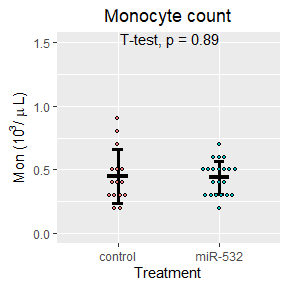 Monocyte count
T-test, p = 0.89
1.5
1.0
0.5
0.0
Mon (10³/ μ L)
control miR-532
Treatment